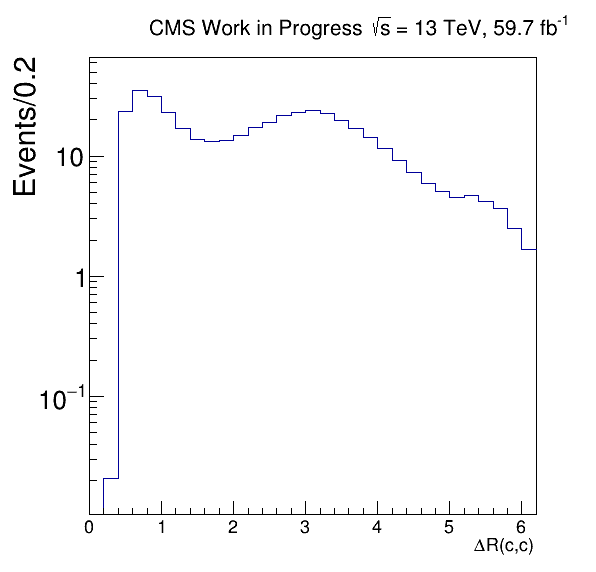 CMS Work in Progress √s = 13 TeV, 59.7 fb⁻¹
Events/0.2
10
1
10⁻¹
0 1 2 3 4 5 6
ΔR(c,c)